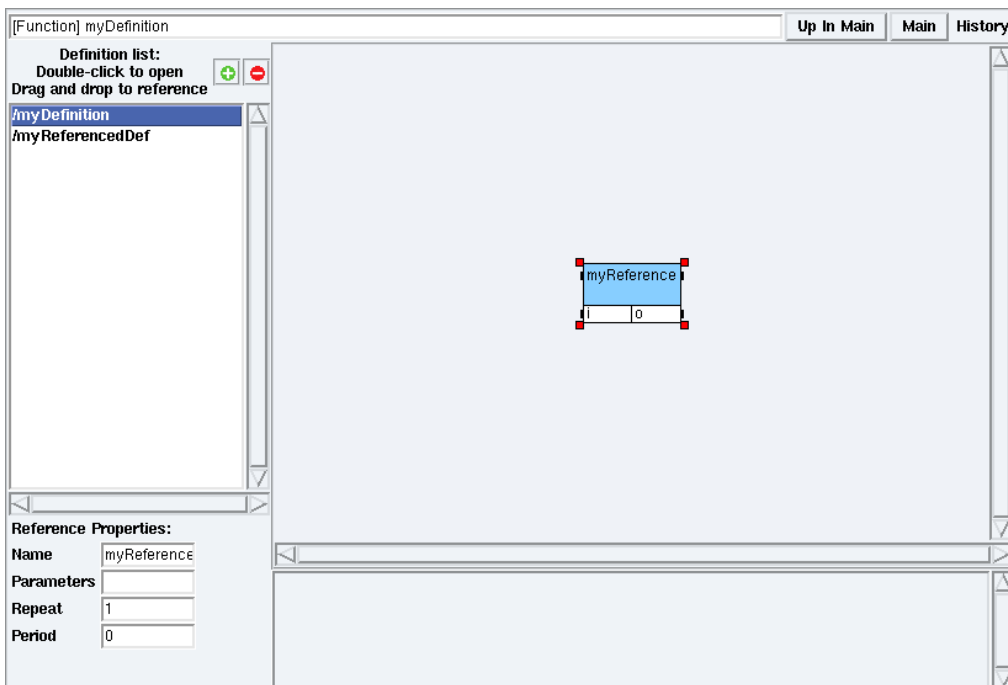 [Function] myDefinition
Up In Main
Main
History
Definition list:
Double-click to open
Drag and drop to reference
/myDefinition
/myReferencedDef
myReference
i
o
Reference Properties:
Name myReference
Parameters
Repeat 1
Period 0